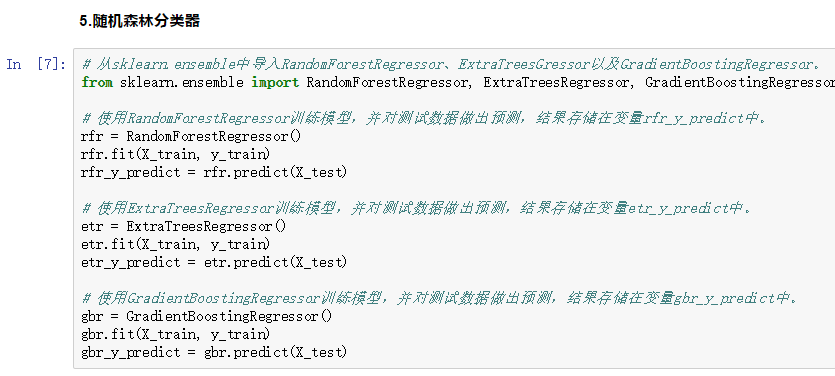 5.随机森林分类器
In [7]:
# 从sklearn.ensemble中导入RandomForestRegressor、ExtraTreesGressor以及GradientBoostingRegressor。
from sklearn.ensemble import RandomForestRegressor, ExtraTreesRegressor, GradientBoostingRegressor
# 使用RandomForestRegressor训练模型，并对测试数据做出预测，结果存储在变量rfr_y_predict中。
rfr = RandomForestRegressor()
rfr.fit(X_train, y_train)
rfr_y_predict = rfr.predict(X_test)
# 使用ExtraTreesRegressor训练模型，并对测试数据做出预测，结果存储在变量etr_y_predict中。
etr = ExtraTreesRegressor()
etr.fit(X_train, y_train)
etr_y_predict = etr.predict(X_test)
# 使用GradientBoostingRegressor训练模型，并对测试数据做出预测，结果存储在变量gbr_y_predict中。
gbr = GradientBoostingRegressor()
gbr.fit(X_train, y_train)
gbr_y_predict = gbr.predict(X_test)